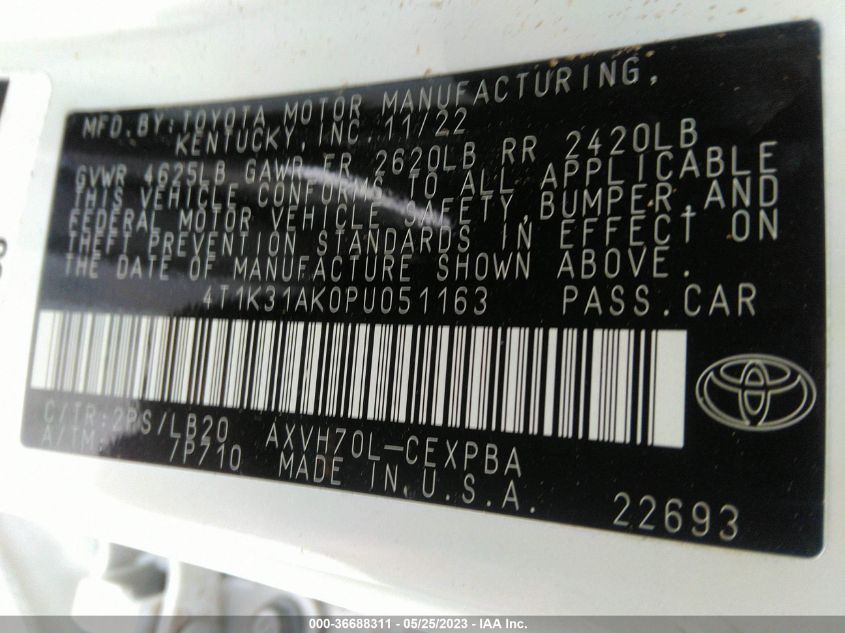 MFD. BY: TOYOTA MOTOR MANUFACTURING,
KENTUCKY, INC. 11/22
GVWR 4625LB GAWR FR 2620LB RR 2420LB
THIS VEHICLE CONFORMS TO ALL APPLICABLE
FEDERAL MOTOR VEHICLE SAFETY, BUMPER, AND
THEFT PREVENTION STANDARDS IN EFFECT ON
THE DATE OF MANUFACTURE SHOWN ABOVE.
4T1K31AK0PU051163 PASS.CAR
C/TR:2PS/LB20 AXVH70L-CEXPBA
A/TM: 7P710 MADE IN U.S.A.
22693
000-36688311 - 05/25/2023 - IAA Inc.